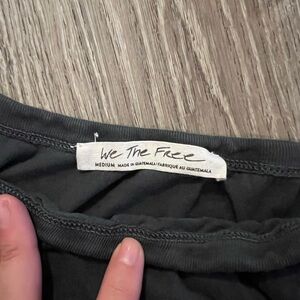 We The Free
MEDIUM MADE IN GUATEMALA/FABRIQUÉ AU GUATEMALA